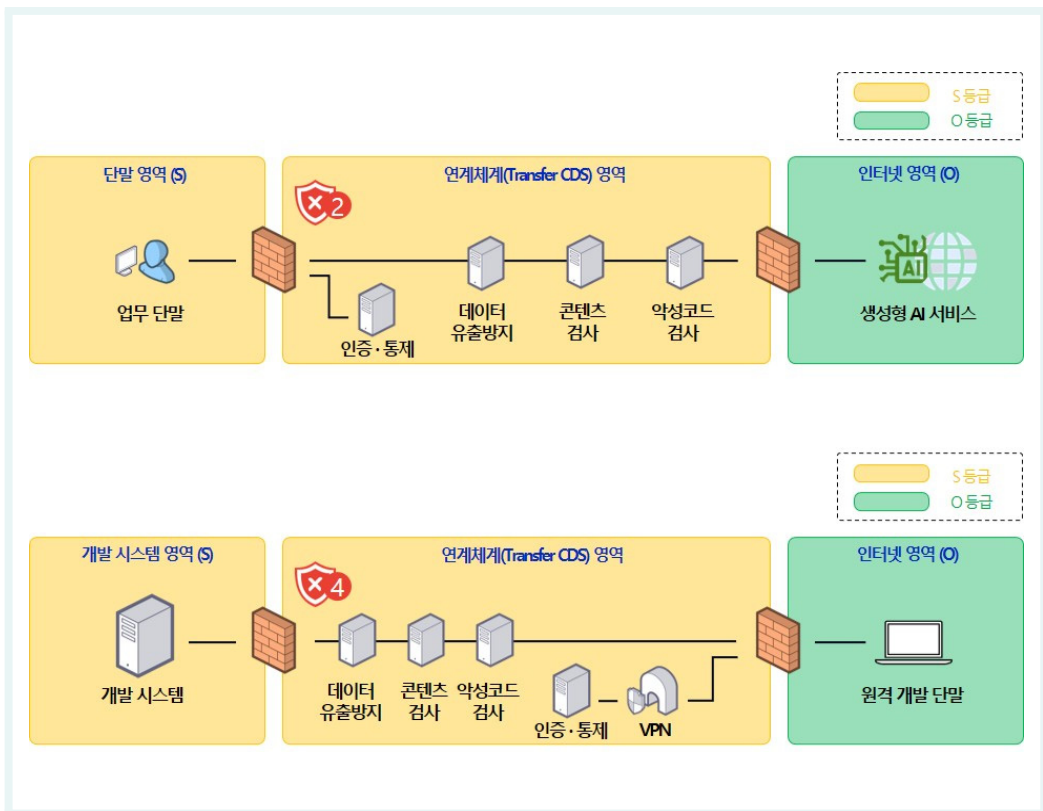 S 등급
O 등급
단말 영역 (S)
연계체계(Transfer CDS) 영역
인터넷 영역 (O)
2
AI
업무 단말
인증·통제
데이터
유출방지
콘텐츠
검사
악성코드
검사
생성형 AI 서비스
S 등급
O 등급
개발 시스템 영역 (S)
연계체계(Transfer CDS) 영역
인터넷 영역 (O)
4
개발 시스템
데이터
유출방지
콘텐츠
검사
악성코드
검사
인증·통제
VPN
원격 개발 단말